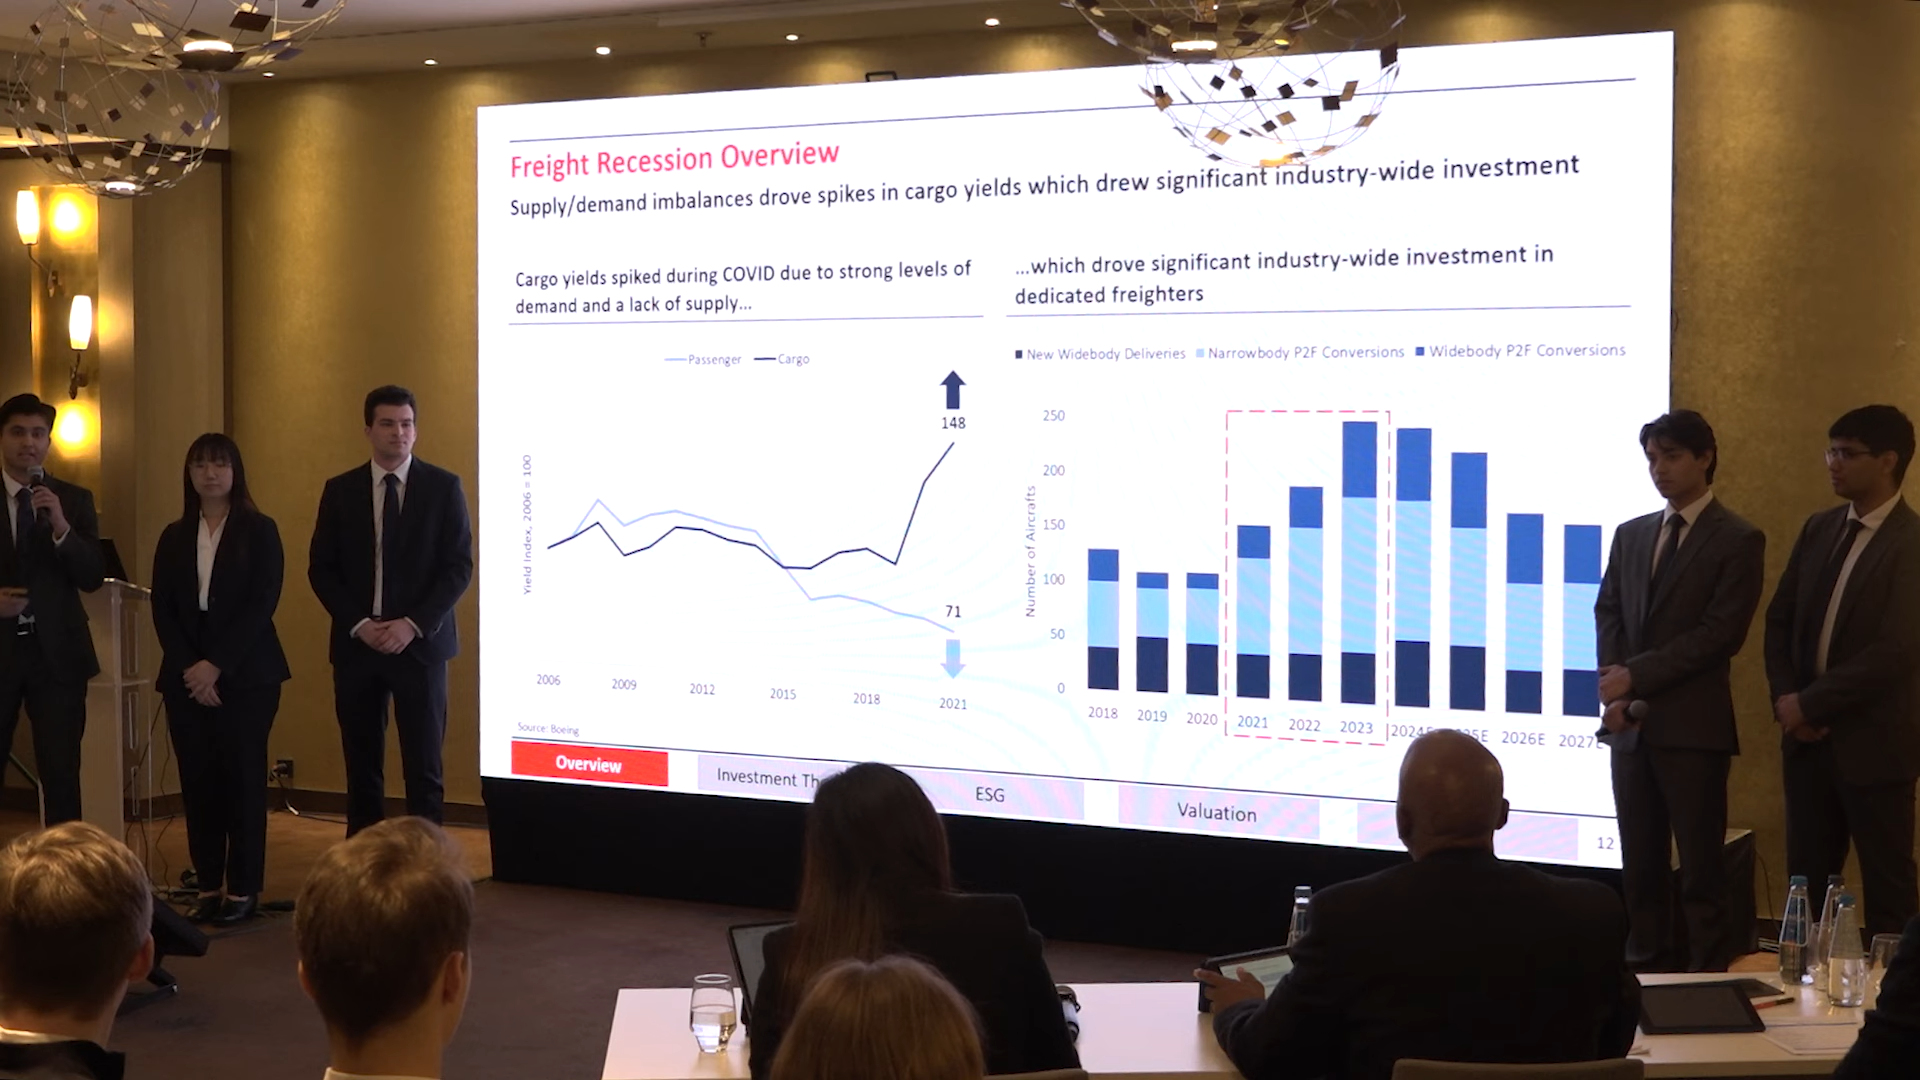 Freight Recession Overview
Supply/demand imbalances drove spikes in cargo yields which drew significant industry-wide investment
Cargo yields spiked during COVID due to strong levels of
demand and a lack of supply...
...which drove significant industry-wide investment in
dedicated freighters
Passenger Cargo
New Widebody Deliveries Narrowbody P2F Conversions Widebody P2F Conversions
Yield Index, 2006 = 100
148
71
2006 2009 2012 2015 2018 2021
Number of Aircrafts
250
200
150
100
50
0
2018 2019 2020 2021 2022 2023 2024E 2026E 2027E
Source: Boeing
Overview
Investment
ESG
Valuation
12